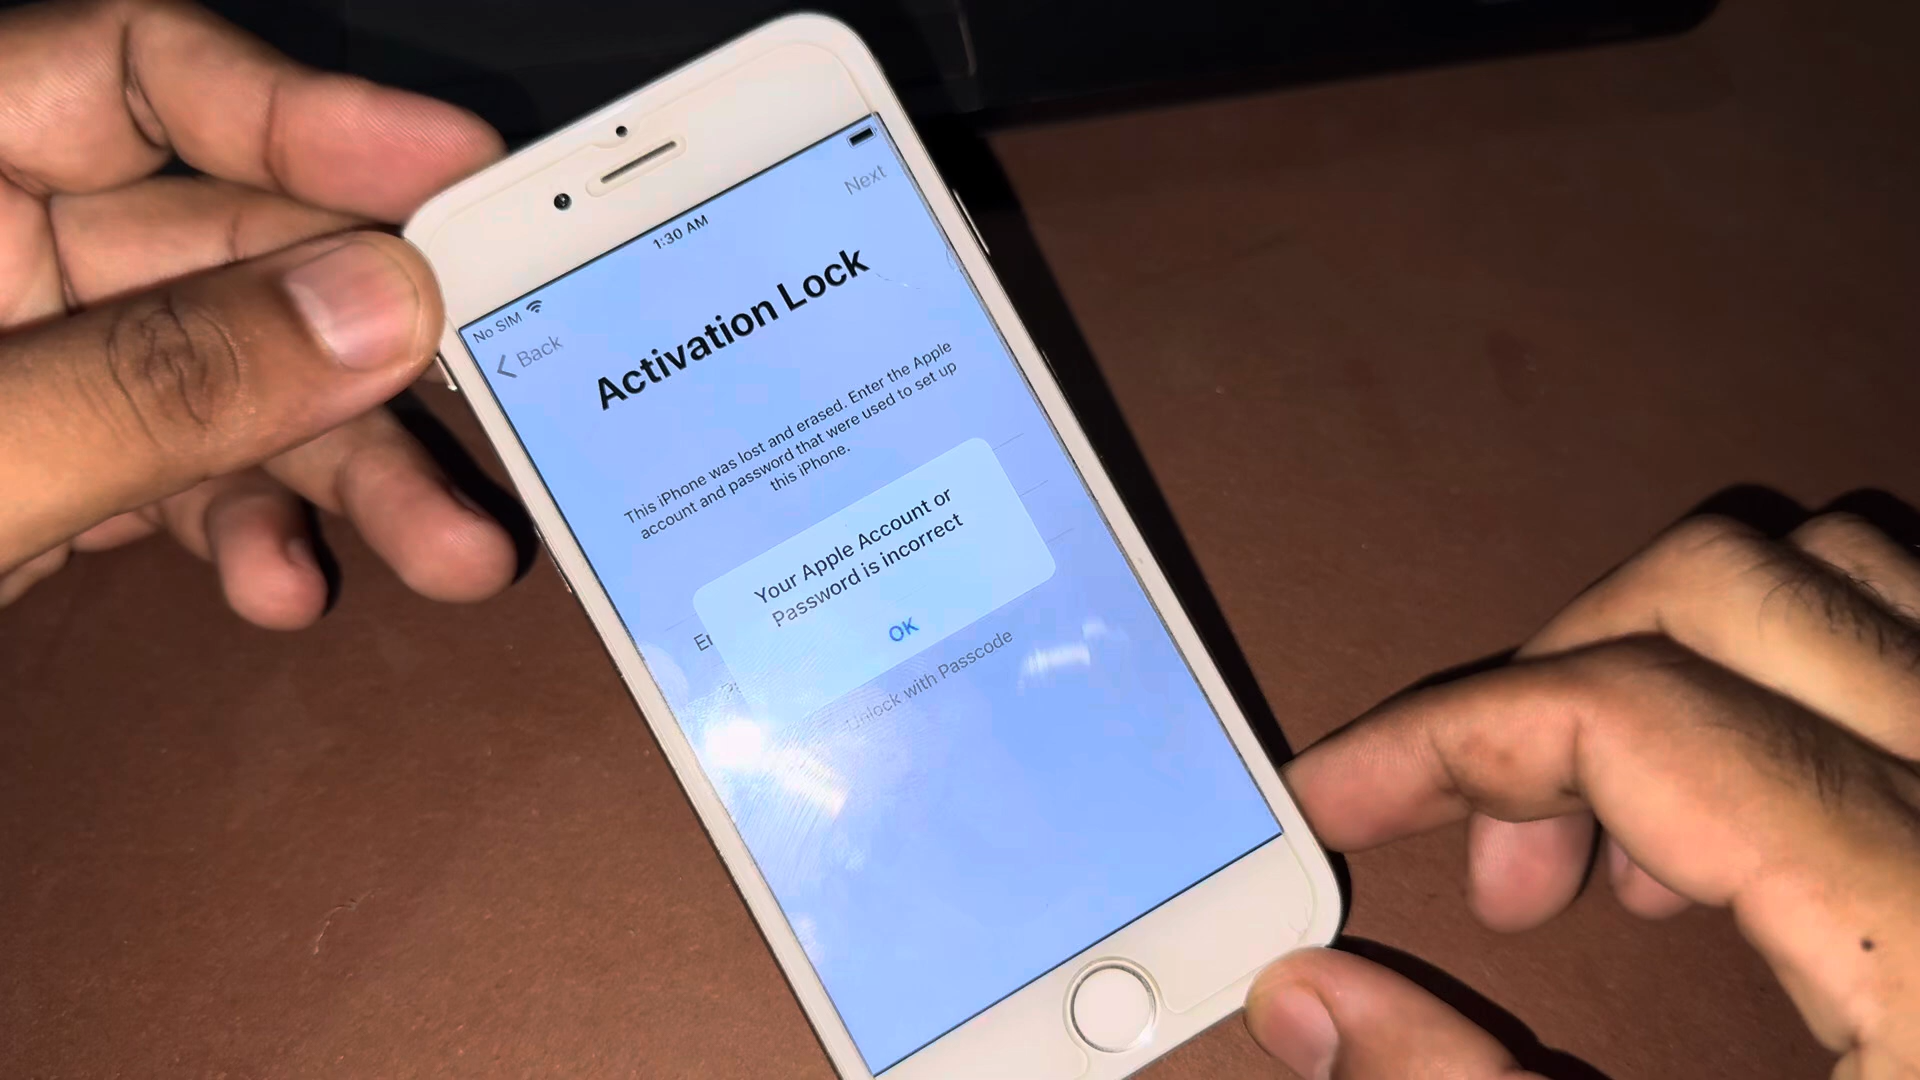 1:30 AM
No SIM
Back
Next
Activation Lock
This iPhone was lost and erased. Enter the Apple
account and password that were used to set up
this iPhone.
Your Apple Account or
Password is incorrect
OK
Unlock with Passcode